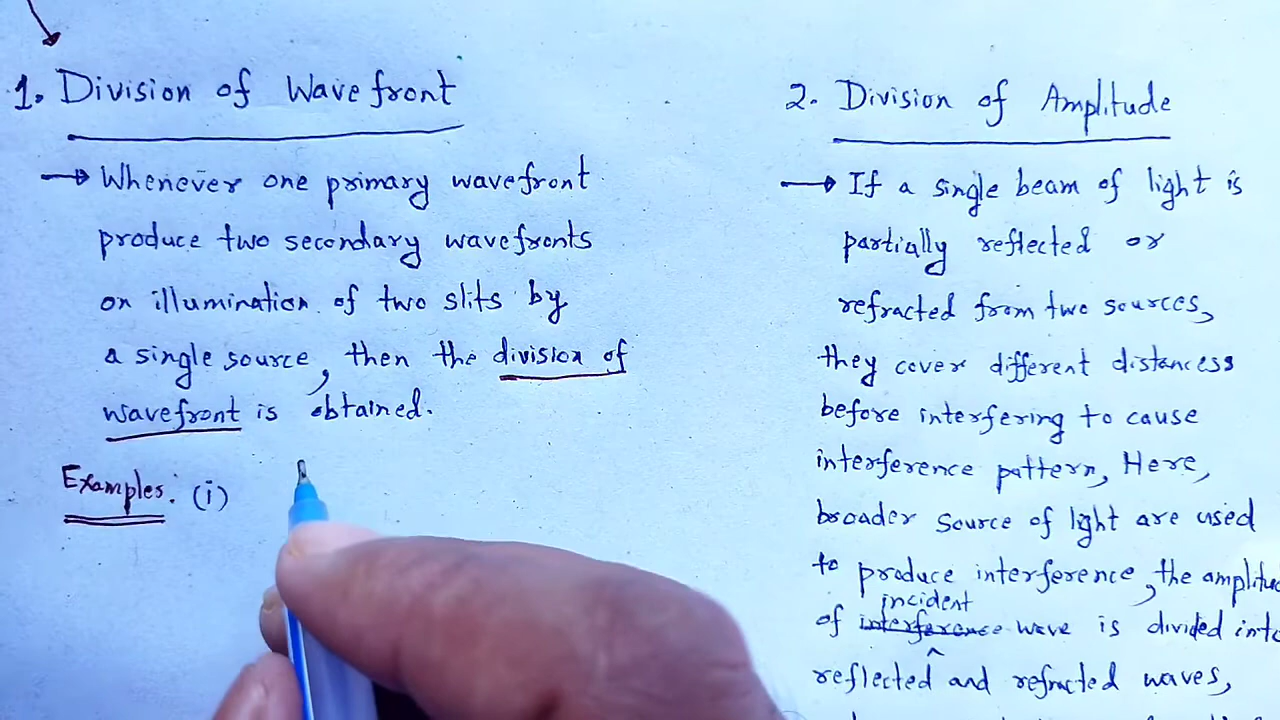 1. Division of Wavefront
→ Whenever one primary wavefront
produce two secondary wavefronts
on illumination of two slits by
a single source, then the division of
wavefront is obtained.
Examples: (i)
2. Division of Amplitude
→ If a single beam of light is
partially reflected or
refracted from two sources,
they cover different distancess
before interfering to cause
interference pattern, Here,
broader source of light are used
to produce interference, the amplitud
incident
of interference wave is divided into
reflected and refracted waves,